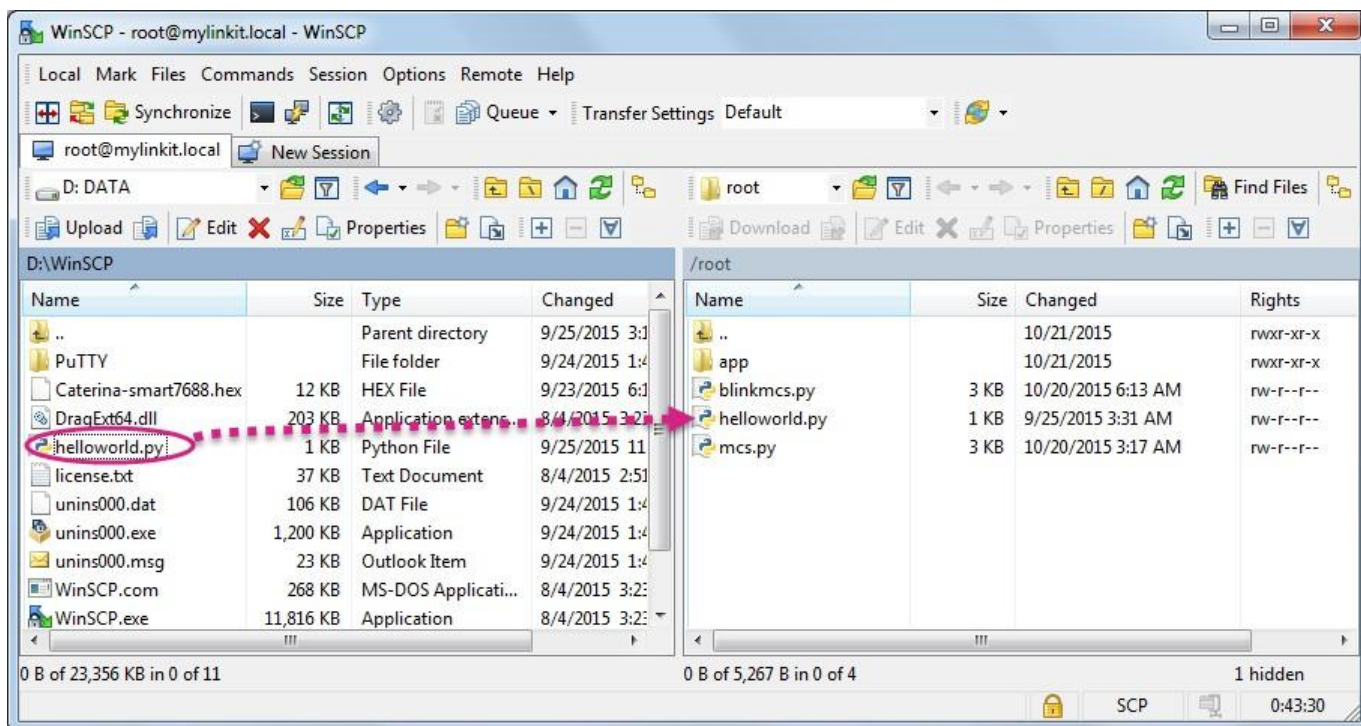 WinSCP - root@mylinkit.local - WinSCP
Local Mark Files Commands Session Options Remote Help
Synchronize Queue Transfer Settings Default
root@mylinkit.local New Session
D: DATA root Find Files
Upload Edit Properties Download Edit Properties
D:\WinSCP /root
Name Size Type Changed Name Size Changed Rights
.. Parent directory 9/25/2015 3:1 .. 10/21/2015 rwxr-xr-x
PuTTY File folder 9/24/2015 1:4 app 10/21/2015 rwxr-xr-x
Caterina-smart7688.hex 12 KB HEX File 9/23/2015 6:1 blinkmcs.py 3 KB 10/20/2015 6:13 AM rw-r--r--
DragExt64.dll 203 KB Application extens... 8/4/2015 3:23 helloworld.py 1 KB 9/25/2015 3:31 AM rw-r--r--
helloworld.py 1 KB Python File 9/25/2015 11 mcs.py 3 KB 10/20/2015 3:17 AM rw-r--r--
license.txt 37 KB Text Document 8/4/2015 2:51
unins000.dat 106 KB DAT File 9/24/2015 1:4
unins000.exe 1,200 KB Application 9/24/2015 1:4
unins000.msg 23 KB Outlook Item 9/24/2015 1:4
WinSCP.com 268 KB MS-DOS Applicati... 8/4/2015 3:23
WinSCP.exe 11,816 KB Application 8/4/2015 3:23
0 B of 23,356 KB in 0 of 11 0 B of 5,267 B in 0 of 4 1 hidden
SCP 0:43:30